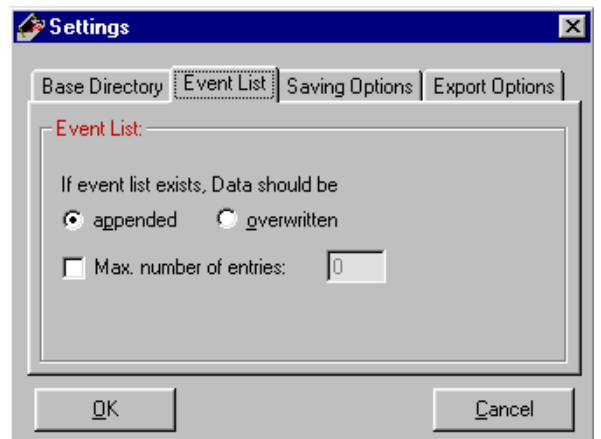 Settings
Base Directory Event List Saving Options Export Options
Event List:
If event list exists, Data should be
appended overwritten
Max. number of entries: 0
OK Cancel